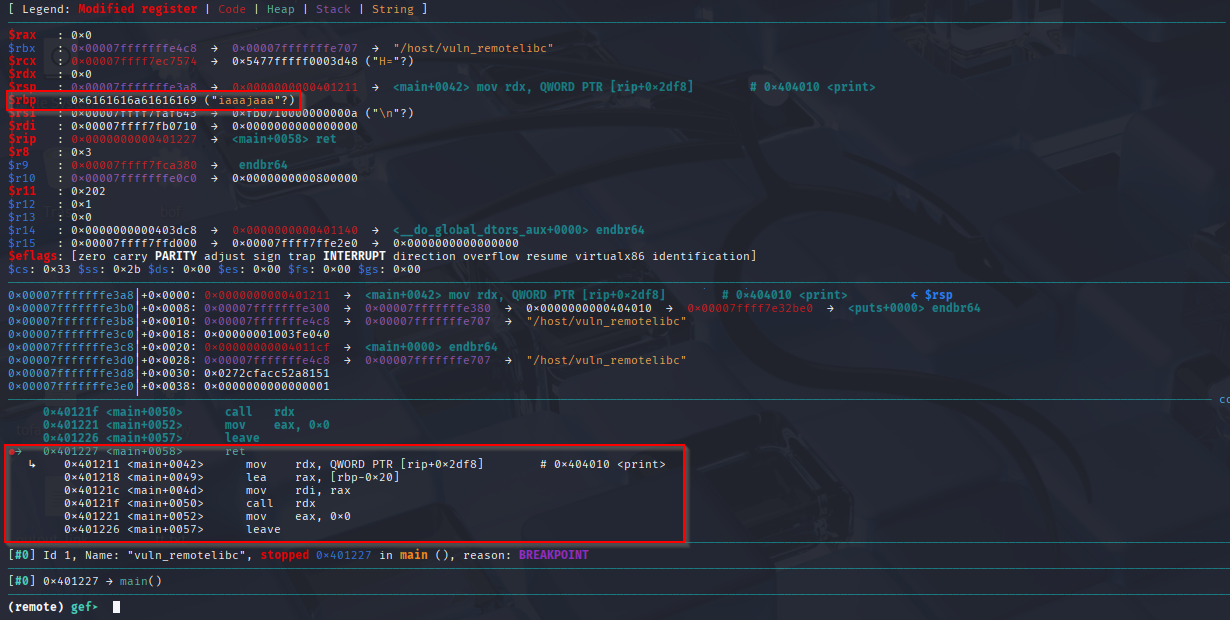 [ Legend: Modified register | Code | Heap | Stack | String ]
$rax   : 0×0
$rbx   : 0×00007fffffffe4c8  →  0×00007fffffffe707  →  "/host/vuln_remotelibc"
$rcx   : 0×00007ffff7ec7574  →  0×5477fffff0003d48 ("H="?)
$rdx   : 0×0
$rsp   : 0×00007fffffffe3a8  →  0×0000000000401211  →  <main+0042> mov rdx, QWORD PTR [rip+0×2df8]        # 0×404010 <print>
$rbp   : 0×6161616a61616169 ("iaaajaaa"?)
$rsi   : 0×00007ffff7faf643  →  0×fb0710000000000a ("\n"?)
$rdi   : 0×00007ffff7fb0710  →  0×0000000000000000
$rip   : 0×0000000000401227  →  <main+0058> ret
$r8    : 0×3
$r9    : 0×00007ffff7fca380  →   endbr64
$r10   : 0×00007fffffffe0c0  →  0×0000000000800000
$r11   : 0×202
$r12   : 0×1
$r13   : 0×0
$r14   : 0×0000000000403dc8  →  0×0000000000401140  →  <__do_global_dtors_aux+0000> endbr64
$r15   : 0×00007ffff7ffd000  →  0×00007ffff7ffe2e0  →  0×0000000000000000
$eflags: [zero carry PARITY adjust sign trap INTERRUPT direction overflow resume virtualx86 identification]
$cs: 0×33 $ss: 0×2b $ds: 0×00 $es: 0×00 $fs: 0×00 $gs: 0×00
0×00007fffffffe3a8│+0×0000: 0×0000000000401211  →  <main+0042> mov rdx, QWORD PTR [rip+0×2df8]        # 0×404010 <print>         ← $rsp
0×00007fffffffe3b0│+0×0008: 0×00007fffffffe300  →  0×00007fffffffe380  →  0×0000000000404010  →  0×00007ffff7e32be0  →  <puts+0000> endbr64
0×00007fffffffe3b8│+0×0010: 0×00007fffffffe4c8  →  0×00007fffffffe707  →  "/host/vuln_remotelibc"
0×00007fffffffe3c0│+0×0018: 0×00000001003fe040
0×00007fffffffe3c8│+0×0020: 0×00000000004011cf  →  <main+0000> endbr64
0×00007fffffffe3d0│+0×0028: 0×00007fffffffe4c8  →  0×00007fffffffe707  →  "/host/vuln_remotelibc"
0×00007fffffffe3d8│+0×0030: 0×0272cfacc52a8151
0×00007fffffffe3e0│+0×0038: 0×0000000000000001
co
0×40121f <main+0050>      call   rdx
0×401221 <main+0052>      mov    eax, 0×0
0×401226 <main+0057>      leave
●→   0×401227 <main+0058>      ret
↳    0×401211 <main+0042>      mov    rdx, QWORD PTR [rip+0×2df8]        # 0×404010 <print>
0×401218 <main+0049>      lea    rax, [rbp-0×20]
0×40121c <main+004d>      mov    rdi, rax
0×40121f <main+0050>      call   rdx
0×401221 <main+0052>      mov    eax, 0×0
0×401226 <main+0057>      leave
[#0] Id 1, Name: "vuln_remotelibc", stopped 0×401227 in main (), reason: BREAKPOINT
[#0] 0×401227 → main()
(remote) gef➤